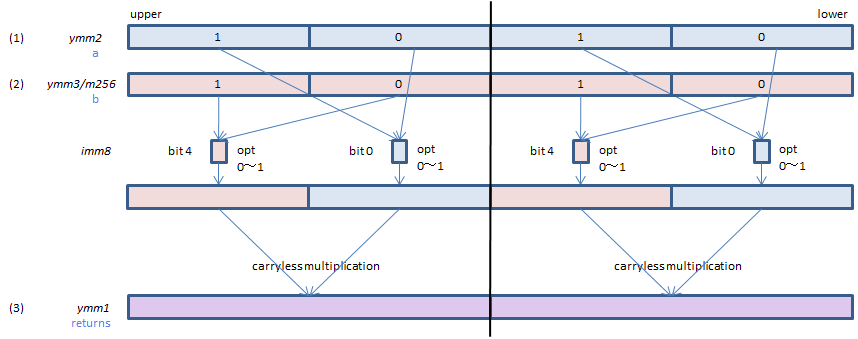 upper lower
(1) ymm2 1 0 1 0
a
(2) ymm3/m256 1 0 1 0
b
imm8 bit 4 opt bit 0 opt bit 4 opt bit 0 opt
0～1 0～1 0～1 0～1
carryless multiplication carryless multiplication
(3) ymm1
returns